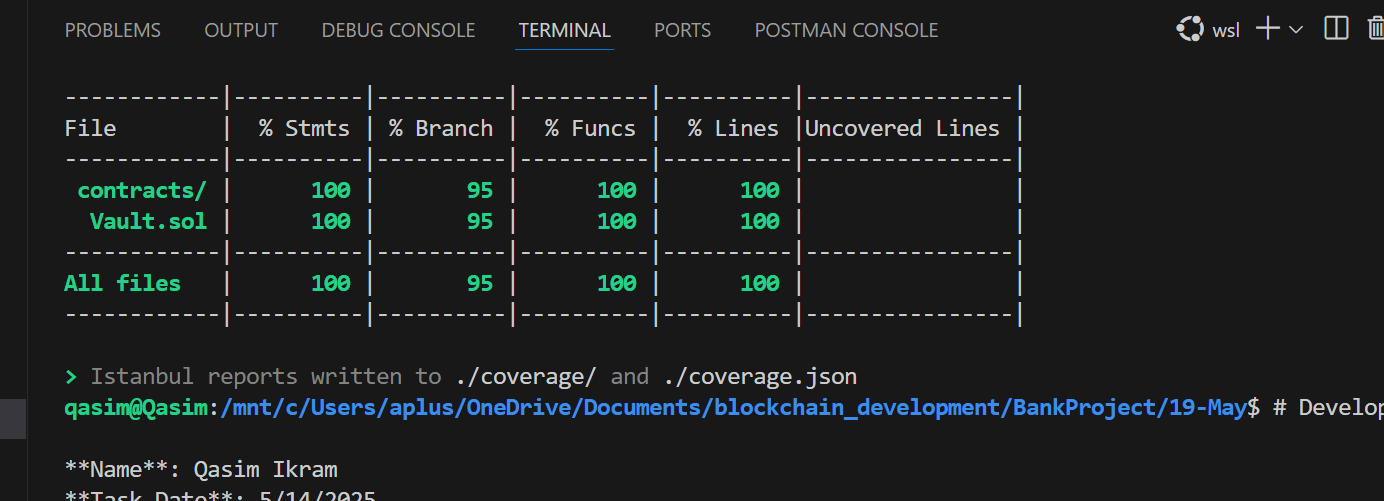 PROBLEMS OUTPUT DEBUG CONSOLE TERMINAL PORTS POSTMAN CONSOLE wsl
------------|----------|----------|----------|----------|----------------|
File        |  % Stmts | % Branch |  % Funcs |  % Lines |Uncovered Lines |
------------|----------|----------|----------|----------|----------------|
 contracts/ |      100 |       95 |      100 |      100 |                |
  Vault.sol |      100 |       95 |      100 |      100 |                |
------------|----------|----------|----------|----------|----------------|
All files   |      100 |       95 |      100 |      100 |                |
------------|----------|----------|----------|----------|----------------|
> Istanbul reports written to ./coverage/ and ./coverage.json
qasim@Qasim:/mnt/c/Users/aplus/OneDrive/Documents/blockchain_development/BankProject/19-May$ # Develop
**Name**: Qasim Ikram
**Task Date**: 5/14/2025